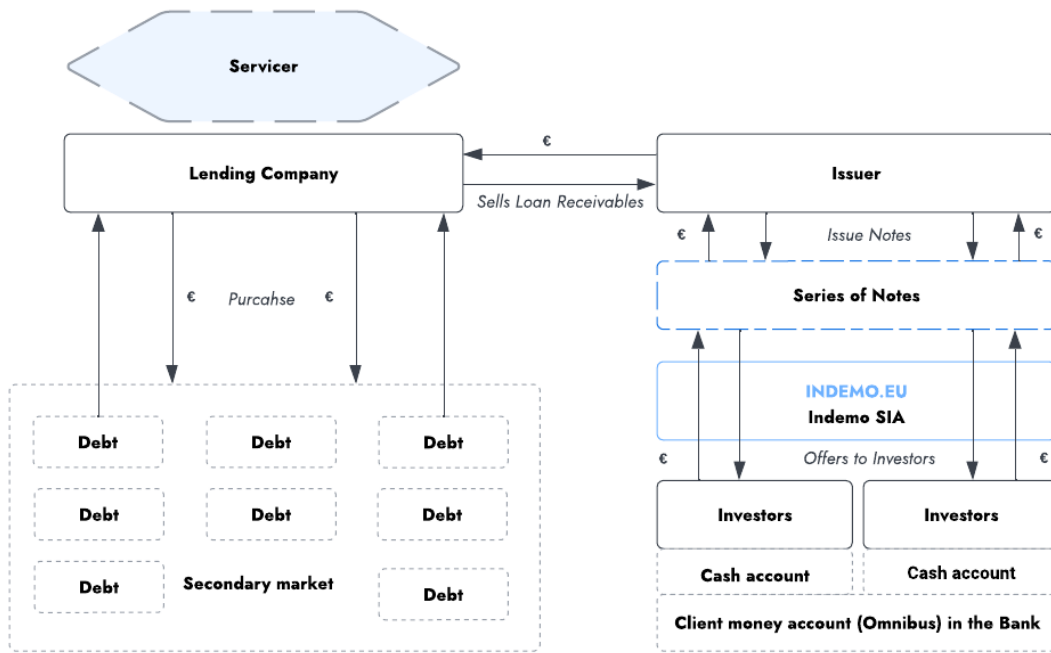 Servicer
€
Lending Company
Issuer
Sells Loan Receivables
€
Issue Notes
€
€
Purcahse
€
Series of Notes
INDEMO.EU
Indemo SIA
Debt
Debt
Debt
€
Offers to Investors
€
Debt
Debt
Debt
Investors
Investors
Debt
Secondary market
Debt
Cash account
Cash account
Client money account (Omnibus) in the Bank